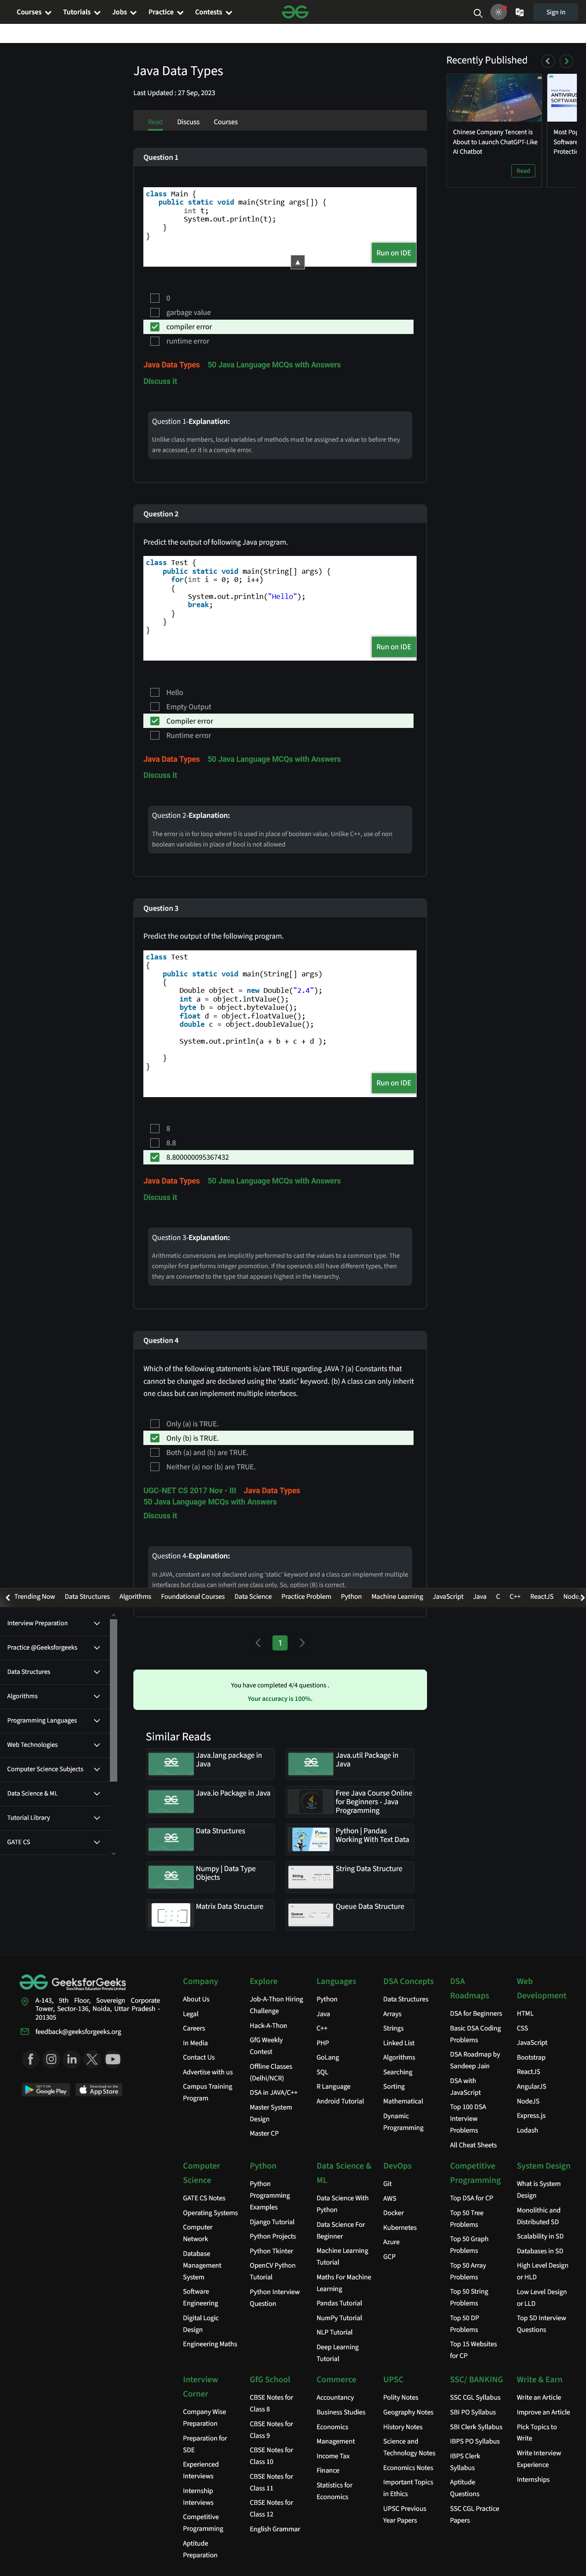 Courses Tutorials Jobs Practice Contests
Sign In
Java Data Types
Last Updated : 27 Sep, 2023
Read Discuss Courses
Question 1
class Main {
public static void main(String args[]) {
int t;
System.out.println(t);
}
}
Run on IDE
0
garbage value
compiler error
runtime error
Java Data Types 50 Java Language MCQs with Answers
Discuss it
Question 1-Explanation:
Unlike class members, local variables of methods must be assigned a value to before they
are accessed, or it is a compile error.
Question 2
Predict the output of following Java program.
class Test {
public static void main(String[] args) {
for(int i = 0; 0; i++)
{
System.out.println("Hello");
break;
}
}
}
Run on IDE
Hello
Empty Output
Compiler error
Runtime error
Java Data Types 50 Java Language MCQs with Answers
Discuss it
Question 2-Explanation:
The error is in for loop where 0 is used in place of boolean value. Unlike C++, use of non
boolean variables in place of bool is not allowed
Question 3
Predict the output of the following program.
class Test
{
public static void main(String[] args)
{
Double object = new Double("2.4");
int a = object.intValue();
byte b = object.byteValue();
float d = object.floatValue();
double c = object.doubleValue();
System.out.println(a + b + c + d );
}
}
Run on IDE
8
8.8
8.800000095367432
Java Data Types 50 Java Language MCQs with Answers
Discuss it
Question 3-Explanation:
Arithmetic conversions are implicitly performed to cast the values to a common type. The
compiler first performs integer promotion. If the operands still have different types, then
they are converted to the type that appears highest in the hierarchy.
Question 4
Which of the following statements is/are TRUE regarding JAVA ? (a) Constants that
cannot be changed are declared using the 'static' keyword. (b) A class can only inherit
one class but can implement multiple interfaces.
Only (a) is TRUE.
Only (b) is TRUE.
Both (a) and (b) are TRUE.
Neither (a) nor (b) are TRUE.
UGC-NET CS 2017 Nov - III Java Data Types
50 Java Language MCQs with Answers
Discuss it
Question 4-Explanation:
In JAVA, constant are not declared using 'static' keyword and a class can implement multiple
interfaces but class can inherit one class only. So, option (B) is correct.
Recently Published
Chinese Company Tencent is
About to Launch ChatGPT-Like
AI Chatbot
Read
Most Pop
Software
Protectio
Trending Now Data Structures Algorithms Foundational Courses Data Science Practice Problem Python Machine Learning JavaScript Java C C++ ReactJS Node
Interview Preparation
Practice @Geeksforgeeks
Data Structures
Algorithms
Programming Languages
Web Technologies
Computer Science Subjects
Data Science & ML
Tutorial Library
GATE CS
1
You have completed 4/4 questions .
Your accuracy is 100%.
Similar Reads
Java.lang package in
Java
Java.util Package in
Java
Java.io Package in Java
Free Java Course Online
for Beginners - Java
Programming
Data Structures
Python | Pandas
Working With Text Data
Numpy | Data Type
Objects
String Data Structure
Matrix Data Structure
Queue Data Structure
GeeksforGeeks
A-143, 9th Floor, Sovereign Corporate
Tower, Sector-136, Noida, Uttar Pradesh -
201305
feedback@geeksforgeeks.org
Google Play
App Store
Company
About Us
Legal
Careers
In Media
Contact Us
Advertise with us
Campus Training
Program
Explore
Job-A-Thon Hiring
Challenge
Hack-A-Thon
GfG Weekly
Contest
Offline Classes
(Delhi/NCR)
DSA in JAVA/C++
Master System
Design
Master CP
Languages
Python
Java
C++
PHP
GoLang
SQL
R Language
Android Tutorial
DSA Concepts
Data Structures
Arrays
Strings
Linked List
Algorithms
Searching
Sorting
Mathematical
Dynamic
Programming
DSA
Roadmaps
DSA for Beginners
Basic DSA Coding
Problems
DSA Roadmap by
Sandeep Jain
DSA with
JavaScript
Top 100 DSA
Interview
Problems
All Cheat Sheets
Web
Development
HTML
CSS
JavaScript
Bootstrap
ReactJS
AngularJS
NodeJS
Express.js
Lodash
Computer
Science
GATE CS Notes
Operating Systems
Computer
Network
Database
Management
System
Software
Engineering
Digital Logic
Design
Engineering Maths
Python
Python
Programming
Examples
Django Tutorial
Python Projects
Python Tkinter
OpenCV Python
Tutorial
Python Interview
Question
Data Science &
ML
Data Science With
Python
Data Science For
Beginner
Machine Learning
Tutorial
Maths For Machine
Learning
Pandas Tutorial
NumPy Tutorial
NLP Tutorial
Deep Learning
Tutorial
DevOps
Git
AWS
Docker
Kubernetes
Azure
GCP
Competitive
Programming
Top DSA for CP
Top 50 Tree
Problems
Top 50 Graph
Problems
Top 50 Array
Problems
Top 50 String
Problems
Top 50 DP
Problems
Top 15 Websites
for CP
System Design
What is System
Design
Monolithic and
Distributed SD
Scalability in SD
Databases in SD
High Level Design
or HLD
Low Level Design
or LLD
Top SD Interview
Questions
Interview
Corner
Company Wise
Preparation
Preparation for
SDE
Experienced
Interviews
Internship
Interviews
Competitive
Programming
Aptitude
Preparation
GfG School
CBSE Notes for
Class 8
CBSE Notes for
Class 9
CBSE Notes for
Class 10
CBSE Notes for
Class 11
CBSE Notes for
Class 12
English Grammar
Commerce
Accountancy
Business Studies
Economics
Management
Income Tax
Finance
Statistics for
Economics
UPSC
Polity Notes
Geography Notes
History Notes
Science and
Technology Notes
Economics Notes
Important Topics
in Ethics
UPSC Previous
Year Papers
SSC/ BANKING
SSC CGL Syllabus
SBI PO Syllabus
SBI Clerk Syllabus
IBPS PO Syllabus
IBPS Clerk
Syllabus
Aptitude
Questions
SSC CGL Practice
Papers
Write & Earn
Write an Article
Improve an Article
Pick Topics to
Write
Write Interview
Experience
Internships